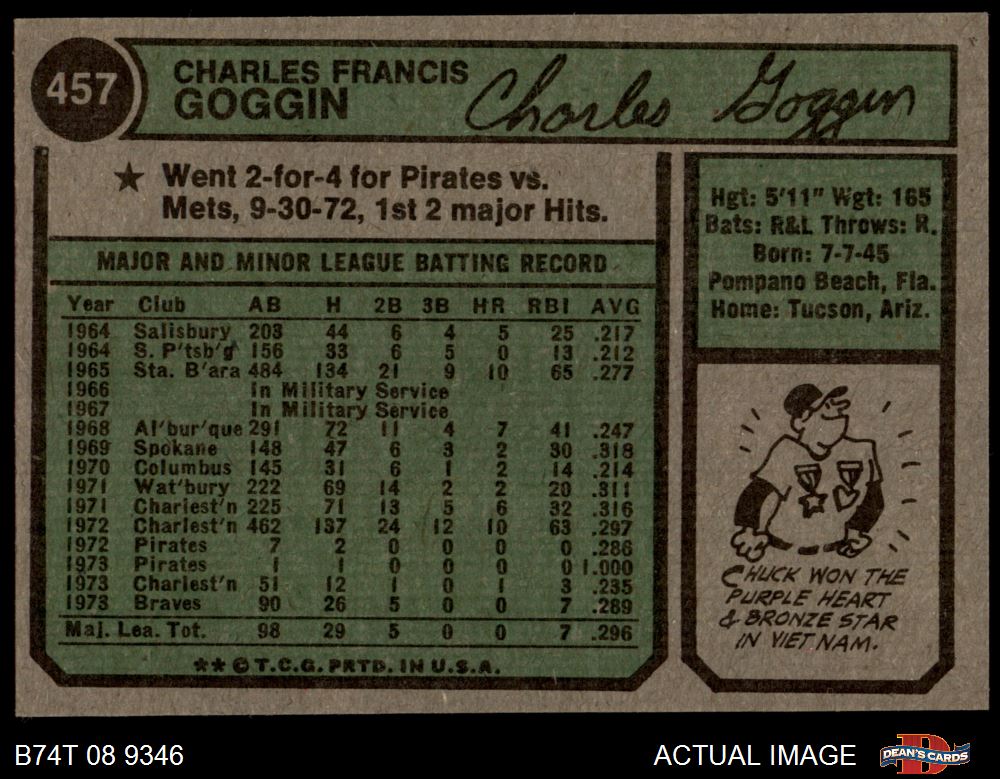 457
CHARLES FRANCIS
GOGGIN
Charles Goggin
★ Went 2-for-4 for Pirates vs.
Mets, 9-30-72, 1st 2 major Hits.
MAJOR AND MINOR LEAGUE BATTING RECORD
Year Club AB H 2B 3B HR RBI AVG
1964 Salisbury 203 44 6 4 5 25 .217
1964 S. P'tsb'g 156 33 6 5 0 13 .212
1965 Sta. B'ara 484 134 21 9 10 65 .277
1966 In Military Service
1967 In Military Service
1968 Al'bur'que 291 72 11 4 7 41 .247
1969 Spokane 148 47 6 3 2 30 .318
1970 Columbus 145 31 6 1 2 14 .214
1971 Wat'bury 222 69 14 2 2 20 .311
1971 Charlest'n 225 71 13 5 6 32 .316
1972 Charlest'n 462 137 24 12 10 63 .297
1972 Pirates 7 2 0 0 0 0 .286
1973 Pirates 1 1 0 0 0 0 1.000
1973 Charlest'n 51 12 1 0 1 3 .235
1973 Braves 90 26 5 0 0 7 .289
Maj. Lea. Tot. 98 29 5 0 0 7 .296
★★ © T.C.G. PRTD. IN U.S.A.
Hgt: 5'11" Wgt: 165
Bats: R&L Throws: R.
Born: 7-7-45
Pompano Beach, Fla.
Home: Tucson, Ariz.
CHUCK WON THE
PURPLE HEART
& BRONZE STAR
IN VIETNAM.
B74T 08 9346
ACTUAL IMAGE
DEAN'S CARDS